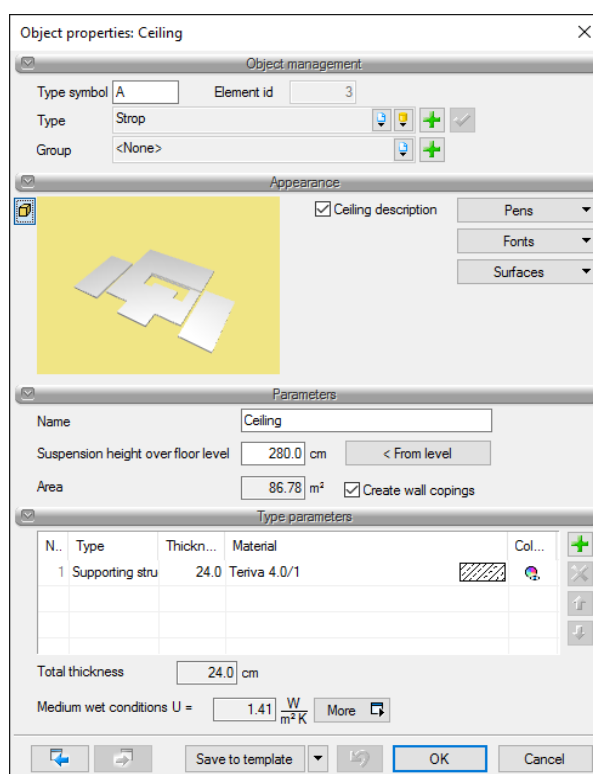 Object properties: Ceiling
Object management
Type symbol A Element id 3
Type Strop
Group <None>
Appearance
Ceiling description Pens
Fonts
Surfaces
Parameters
Name Ceiling
Suspension height over floor level 280.0 cm < From level
Area 86.78 m² Create wall copings
Type parameters
N.. Type Thickn... Material Col...
1 Supporting stru 24.0 Teriva 4.0/1
Total thickness 24.0 cm
Medium wet conditions U = 1.41 W/m² K More
Save to template OK Cancel